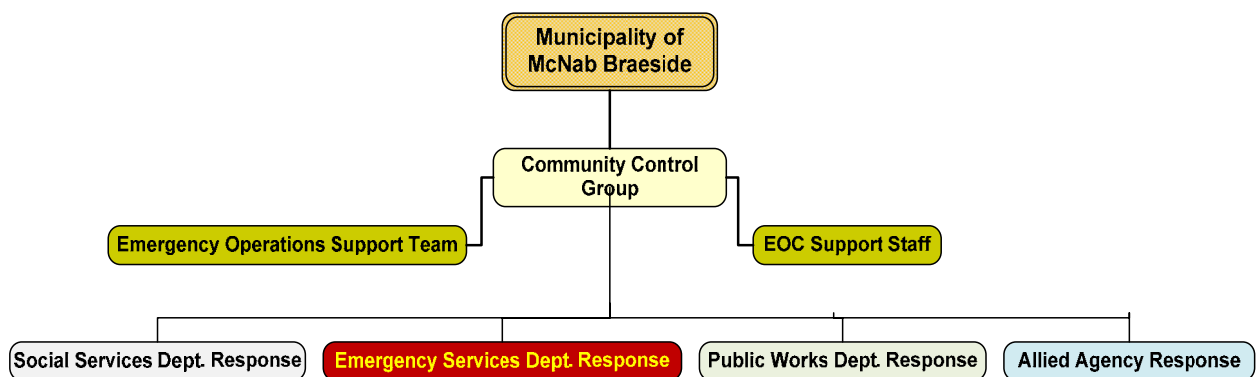 Municipality of
McNab Braeside
Community Control
Group
Emergency Operations Support Team
EOC Support Staff
Social Services Dept. Response
Emergency Services Dept. Response
Public Works Dept. Response
Allied Agency Response